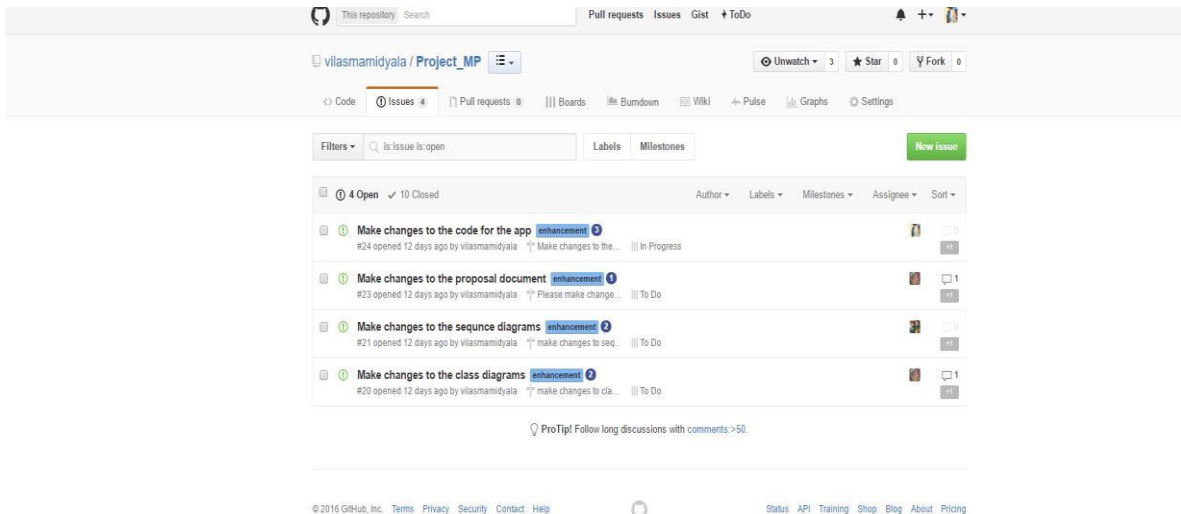 This repository Search Pull requests Issues Gist + ToDo
vilasmamidyala / Project_MP Unwatch 3 Star 0 Fork 0
Code Issues 4 Pull requests 0 Boards Burndown Wiki Pulse Graphs Settings
Filters is:issue is:open Labels Milestones New issue
4 Open 10 Closed Author Labels Milestones Assignee Sort
Make changes to the code for the app enhancement 3
#24 opened 12 days ago by vilasmamidyala Make changes to the... In Progress 0 +1
Make changes to the proposal document enhancement 1
#23 opened 12 days ago by vilasmamidyala Please make change... To Do 1 +1
Make changes to the sequnce diagrams enhancement 2
#21 opened 12 days ago by vilasmamidyala make changes to seq... To Do 0 +1
Make changes to the class diagrams enhancement 2
#20 opened 12 days ago by vilasmamidyala make changes to cla... To Do 1 +1
ProTip! Follow long discussions with comments:>50.
© 2016 GitHub, Inc. Terms Privacy Security Contact Help Status API Training Shop Blog About Pricing